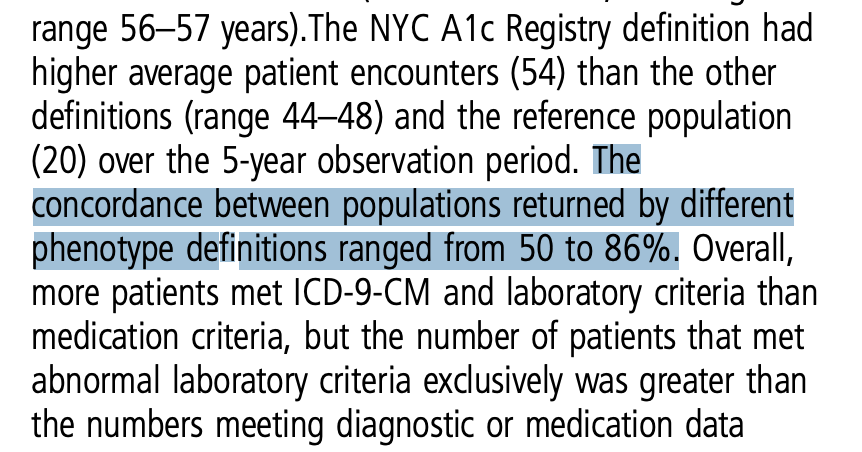 range 56–57 years).The NYC A1c Registry definition had
higher average patient encounters (54) than the other
definitions (range 44–48) and the reference population
(20) over the 5-year observation period. The
concordance between populations returned by different
phenotype definitions ranged from 50 to 86%. Overall,
more patients met ICD-9-CM and laboratory criteria than
medication criteria, but the number of patients that met
abnormal laboratory criteria exclusively was greater than
the numbers meeting diagnostic or medication data